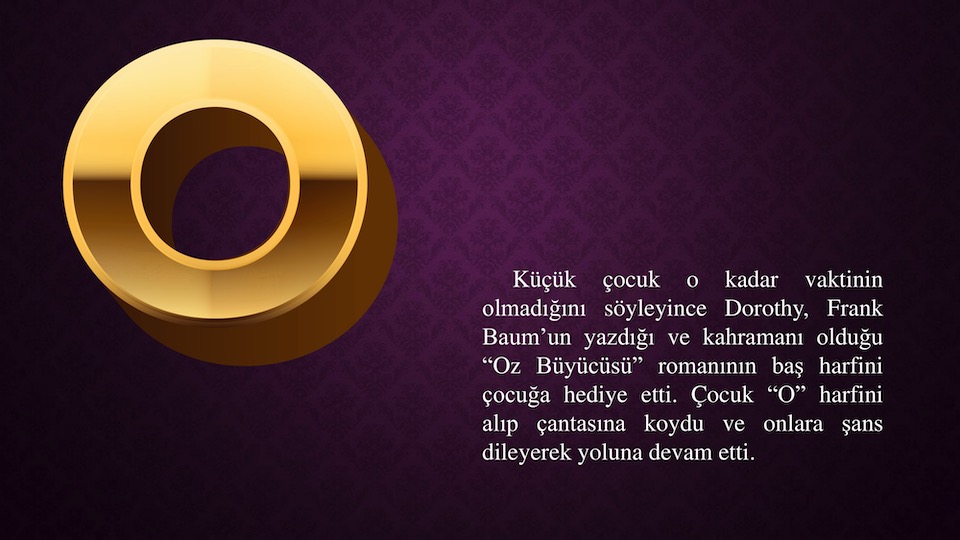 O
Küçük çocuk o kadar vaktinin
olmadığını söyleyince Dorothy, Frank
Baum’un yazdığı ve kahramanı olduğu
“Oz Büyücüsü” romanının baş harfini
çocuğa hediye etti. Çocuk “O” harfini
alıp çantasına koydu ve onlara şans
dileyerek yoluna devam etti.